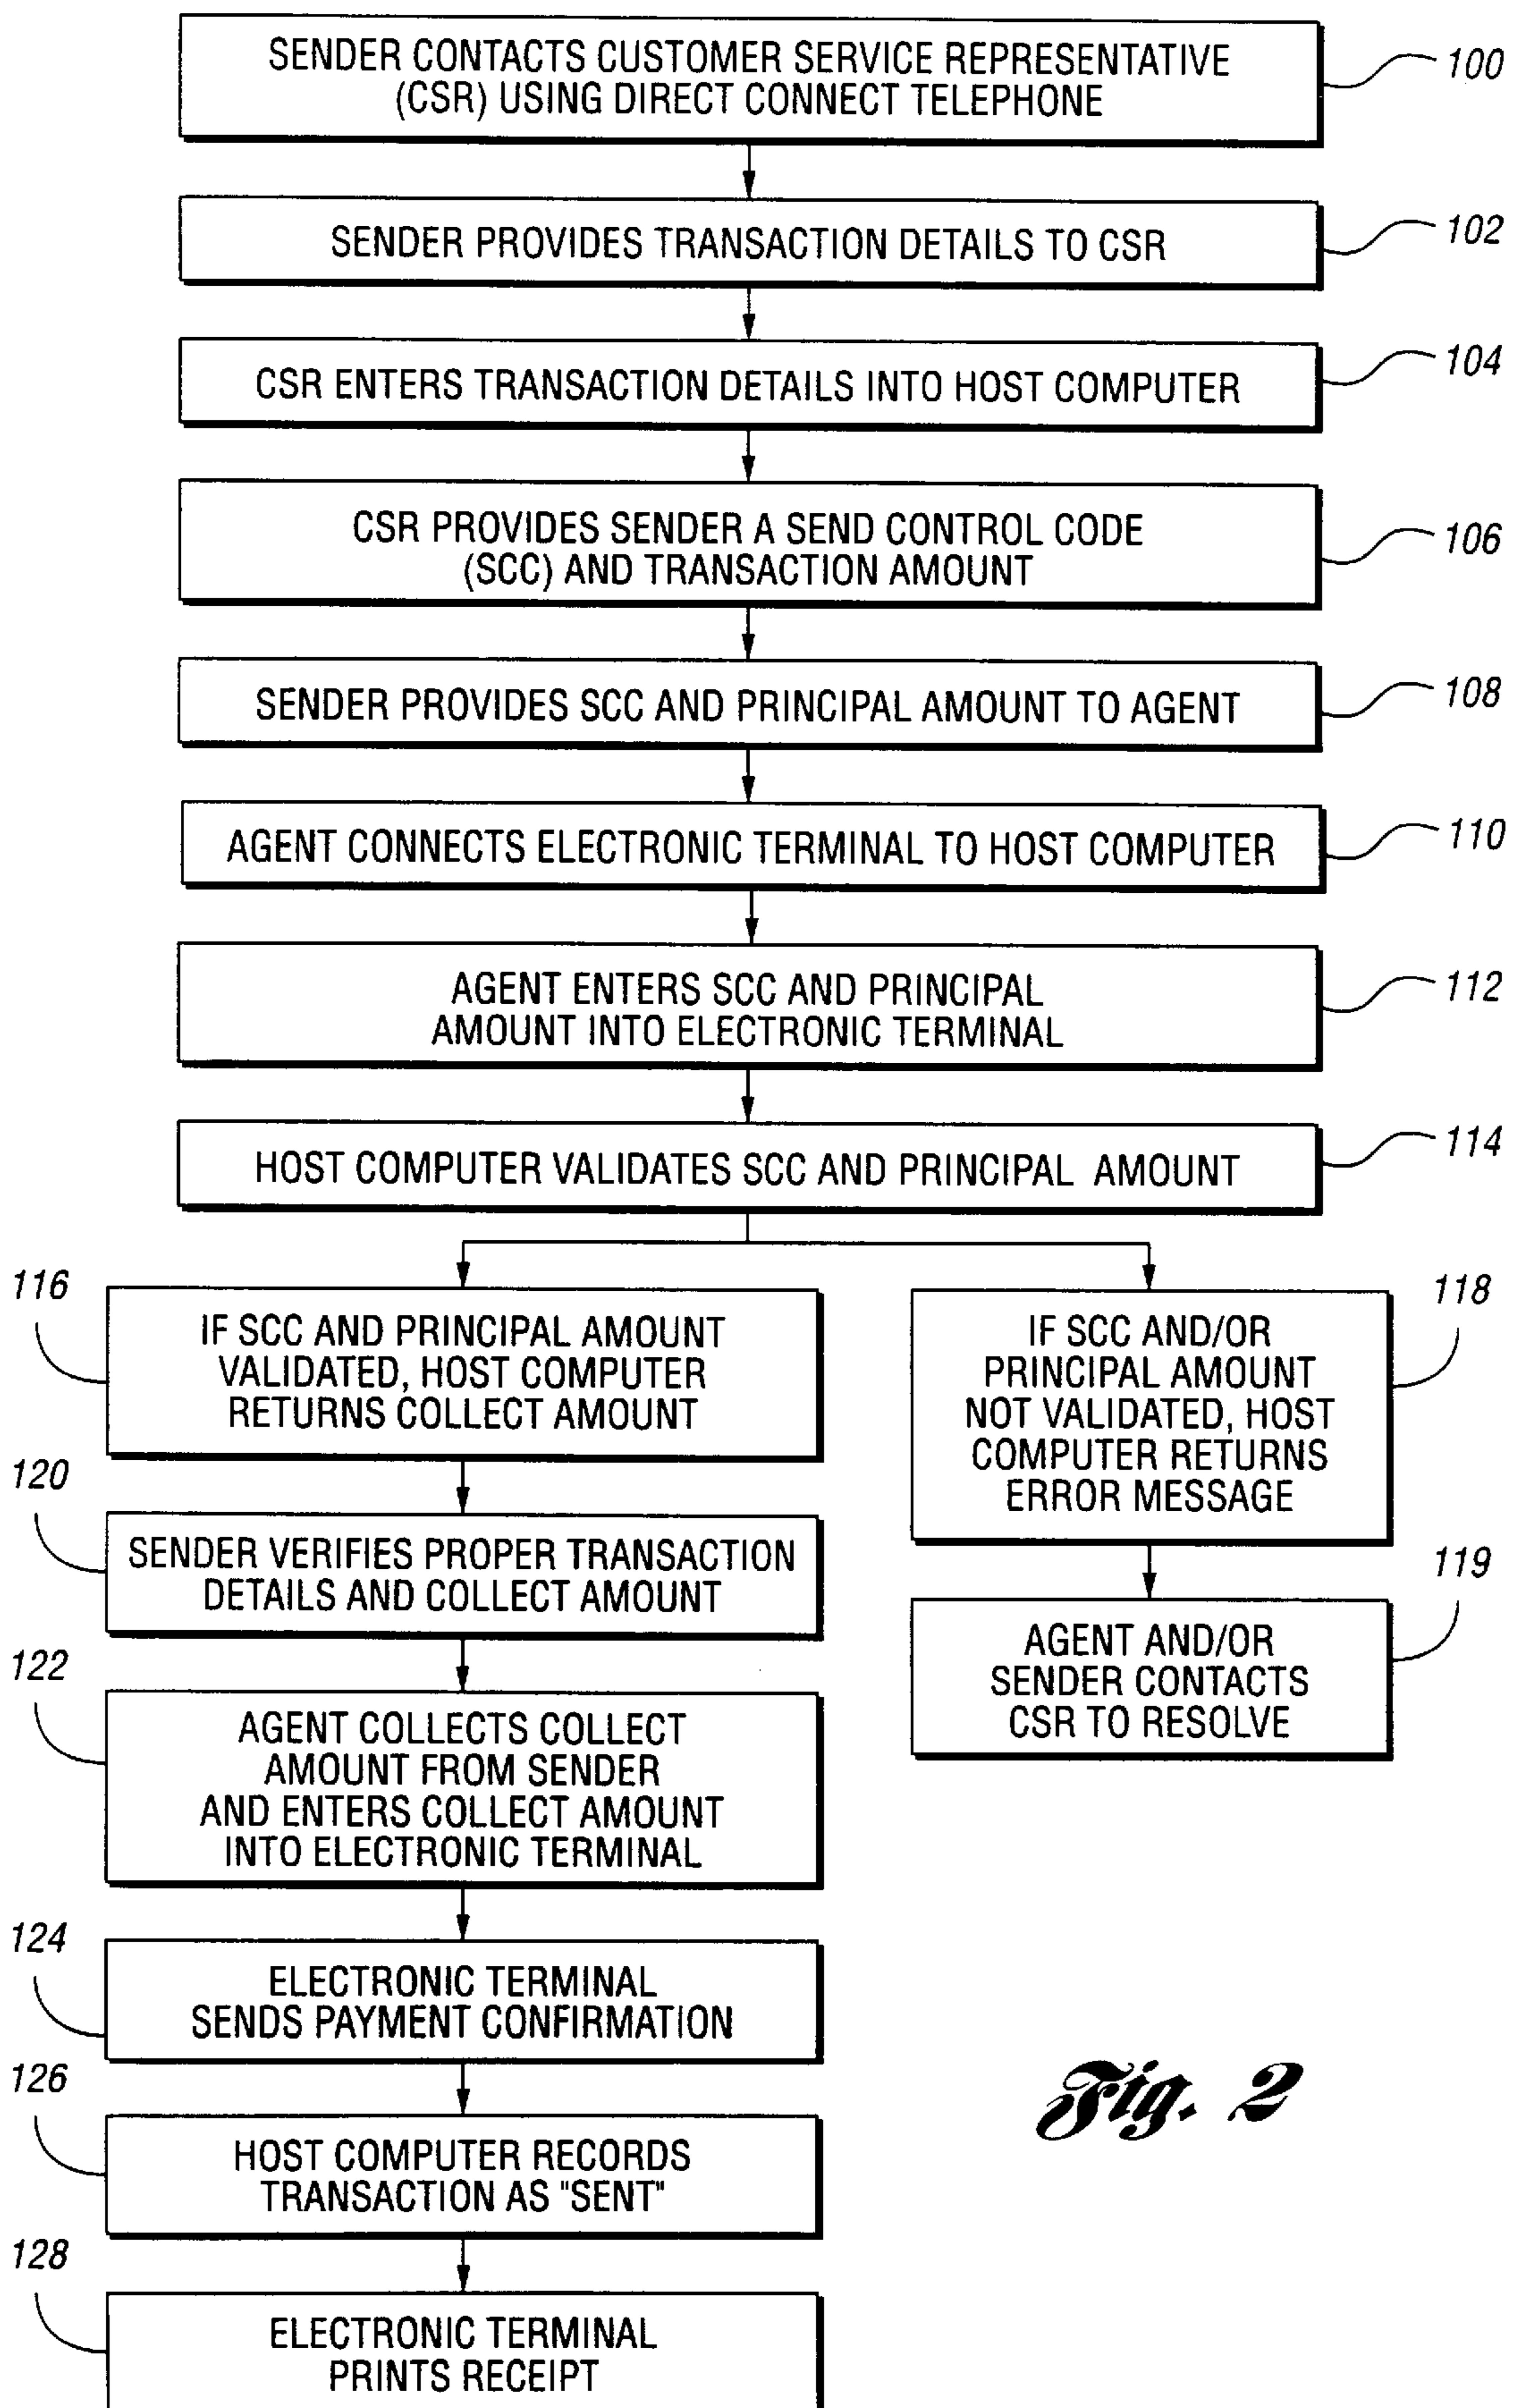 SENDER CONTACTS CUSTOMER SERVICE REPRESENTATIVE
(CSR) USING DIRECT CONNECT TELEPHONE
100
SENDER PROVIDES TRANSACTION DETAILS TO CSR
102
CSR ENTERS TRANSACTION DETAILS INTO HOST COMPUTER
104
CSR PROVIDES SENDER A SEND CONTROL CODE
(SCC) AND TRANSACTION AMOUNT
106
SENDER PROVIDES SCC AND PRINCIPAL AMOUNT TO AGENT
108
AGENT CONNECTS ELECTRONIC TERMINAL TO HOST COMPUTER
110
AGENT ENTERS SCC AND PRINCIPAL
AMOUNT INTO ELECTRONIC TERMINAL
112
HOST COMPUTER VALIDATES SCC AND PRINCIPAL AMOUNT
114
116
IF SCC AND PRINCIPAL AMOUNT
VALIDATED, HOST COMPUTER
RETURNS COLLECT AMOUNT
118
IF SCC AND/OR
PRINCIPAL AMOUNT
NOT VALIDATED, HOST
COMPUTER RETURNS
ERROR MESSAGE
120
SENDER VERIFIES PROPER TRANSACTION
DETAILS AND COLLECT AMOUNT
119
AGENT AND/OR
SENDER CONTACTS
CSR TO RESOLVE
122
AGENT COLLECTS COLLECT
AMOUNT FROM SENDER
AND ENTERS COLLECT AMOUNT
INTO ELECTRONIC TERMINAL
124
ELECTRONIC TERMINAL
SENDS PAYMENT CONFIRMATION
126
HOST COMPUTER RECORDS
TRANSACTION AS "SENT"
128
ELECTRONIC TERMINAL
PRINTS RECEIPT
Fig. 2